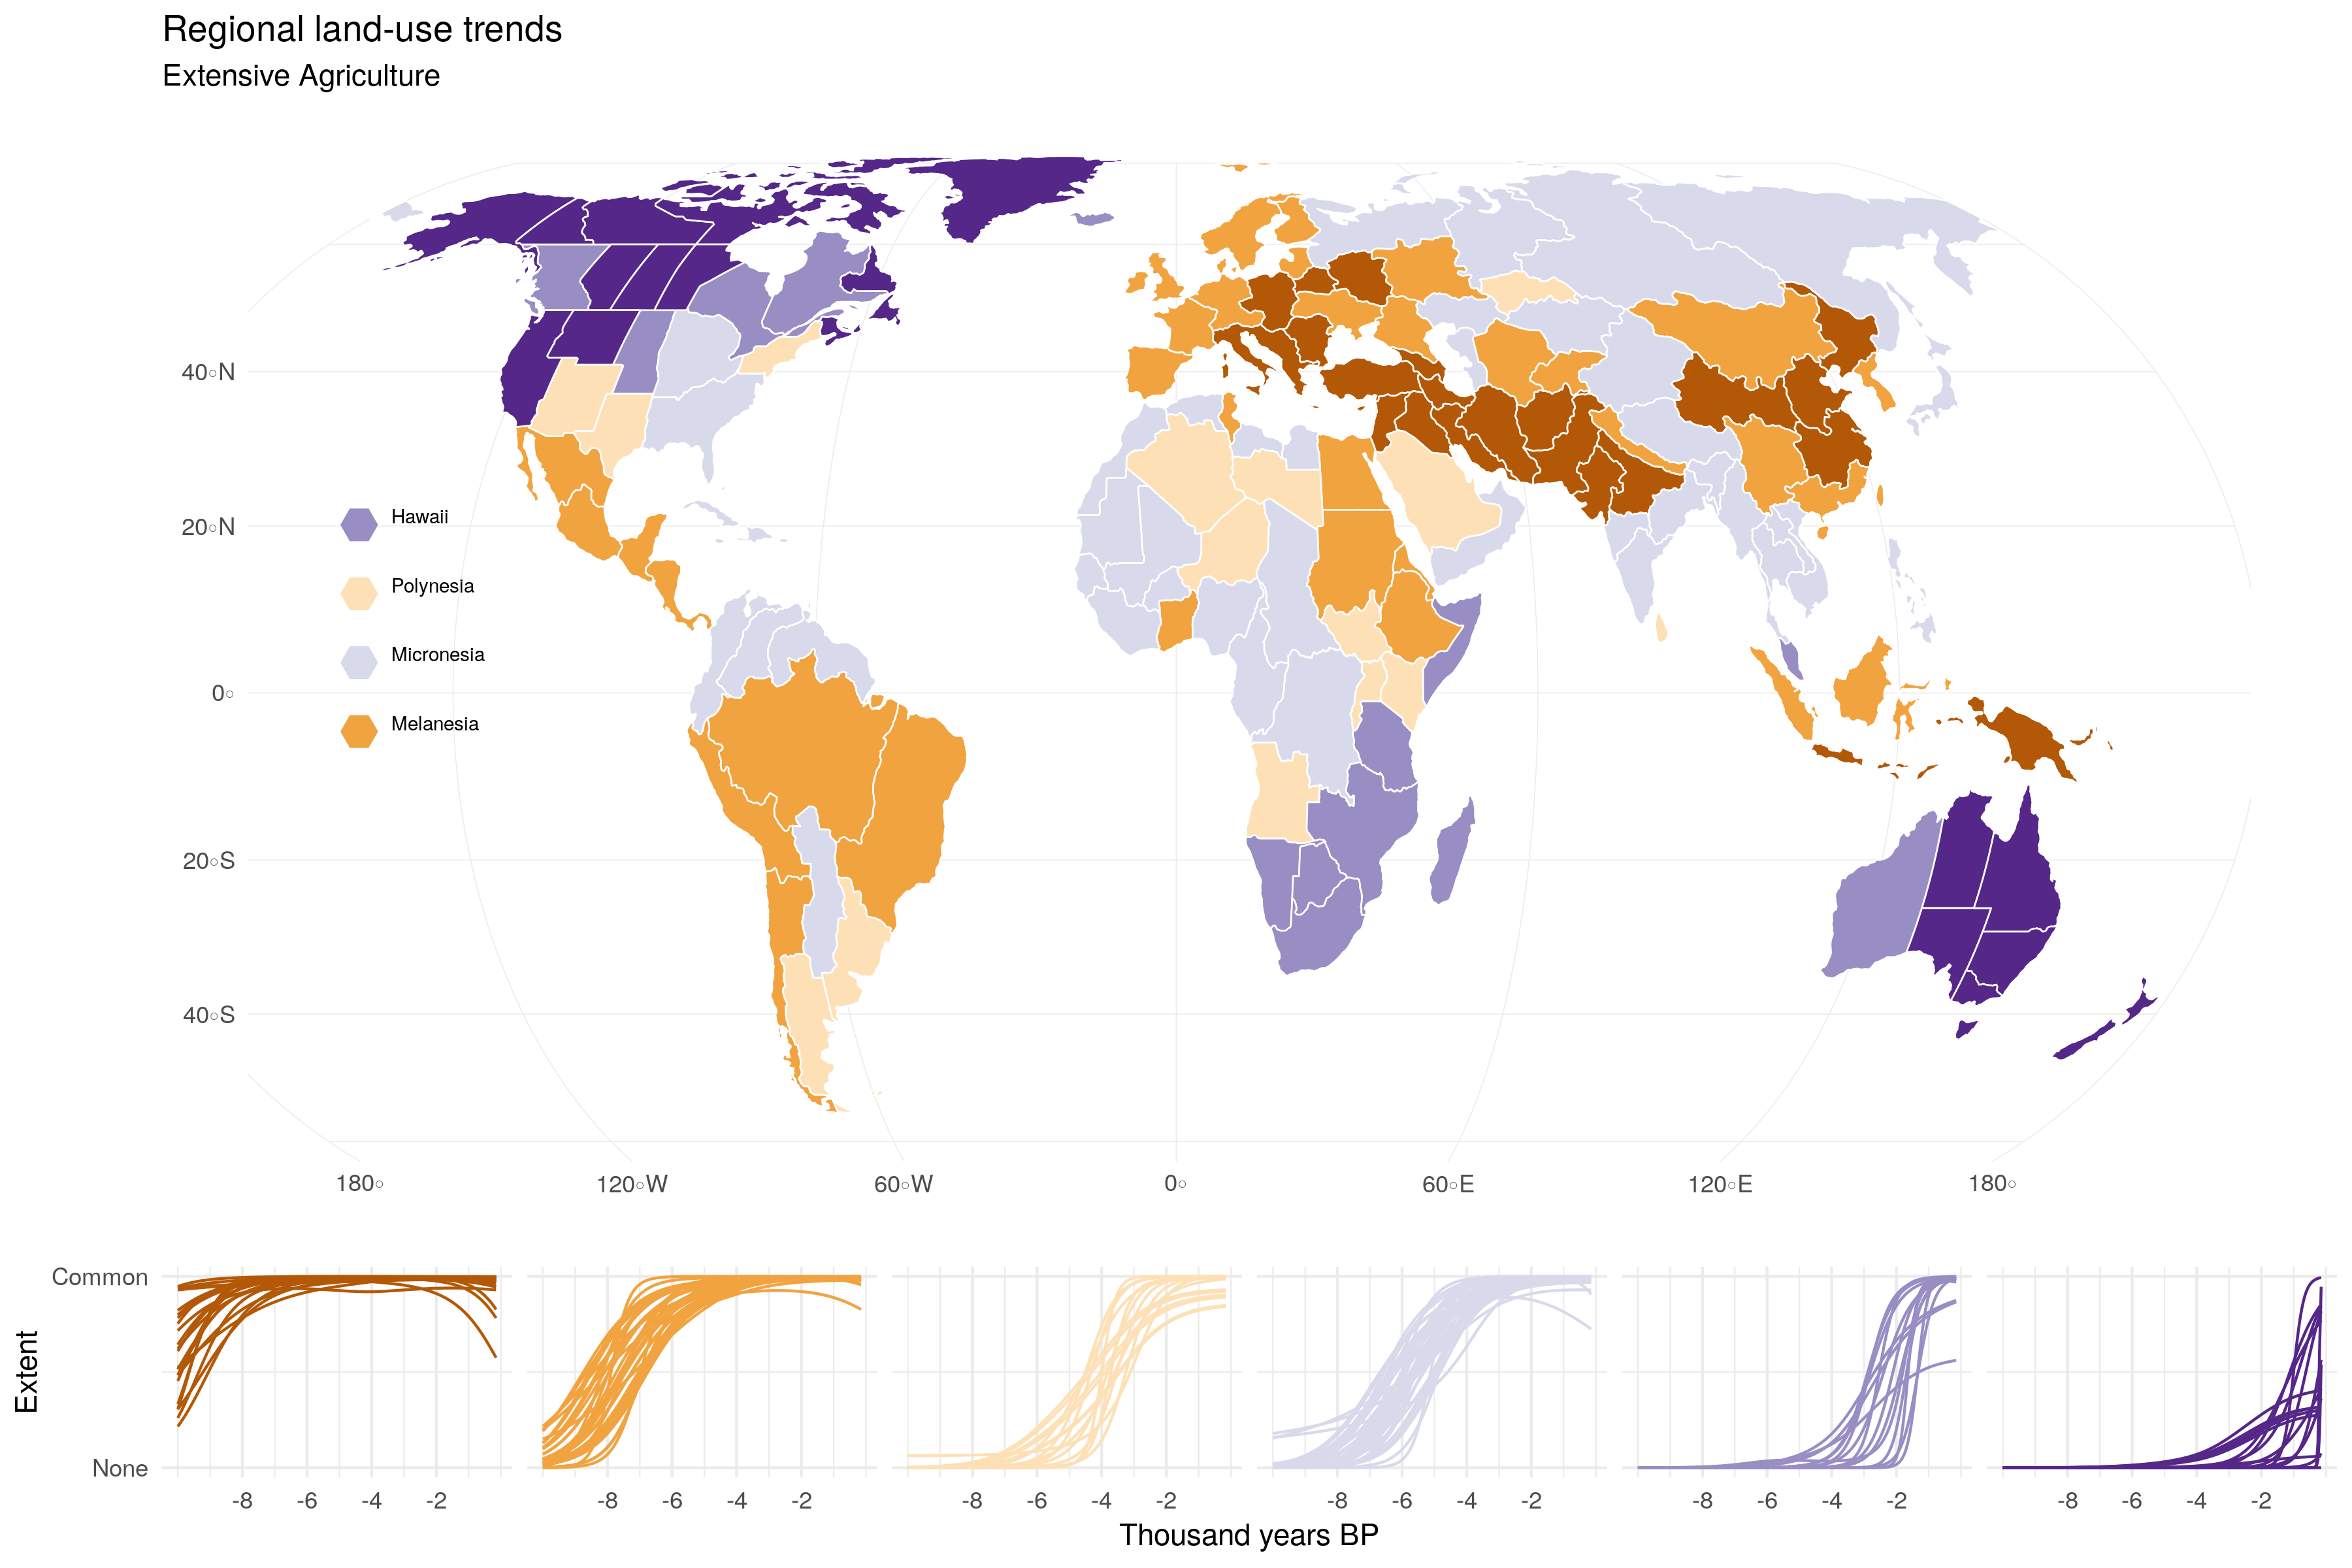 Regional land-use trends
Extensive Agriculture
40°N
20°N
0°
20°S
40°S
Hawaii
Polynesia
Micronesia
Melanesia
180° 120°W 60°W 0° 60°E 120°E 180°
Extent
Common
None
-8 -6 -4 -2 -8 -6 -4 -2 -8 -6 -4 -2 -8 -6 -4 -2 -8 -6 -4 -2 -8 -6 -4 -2
Thousand years BP